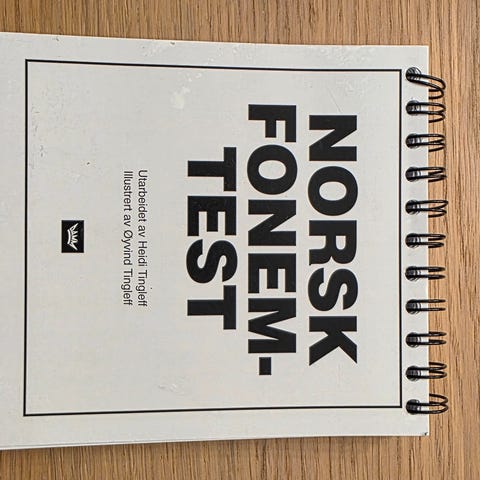 NORSK
FONEM-
TEST
Utarbeidet av Heidi Tingleff
Illustrert av Øyvind Tingleff